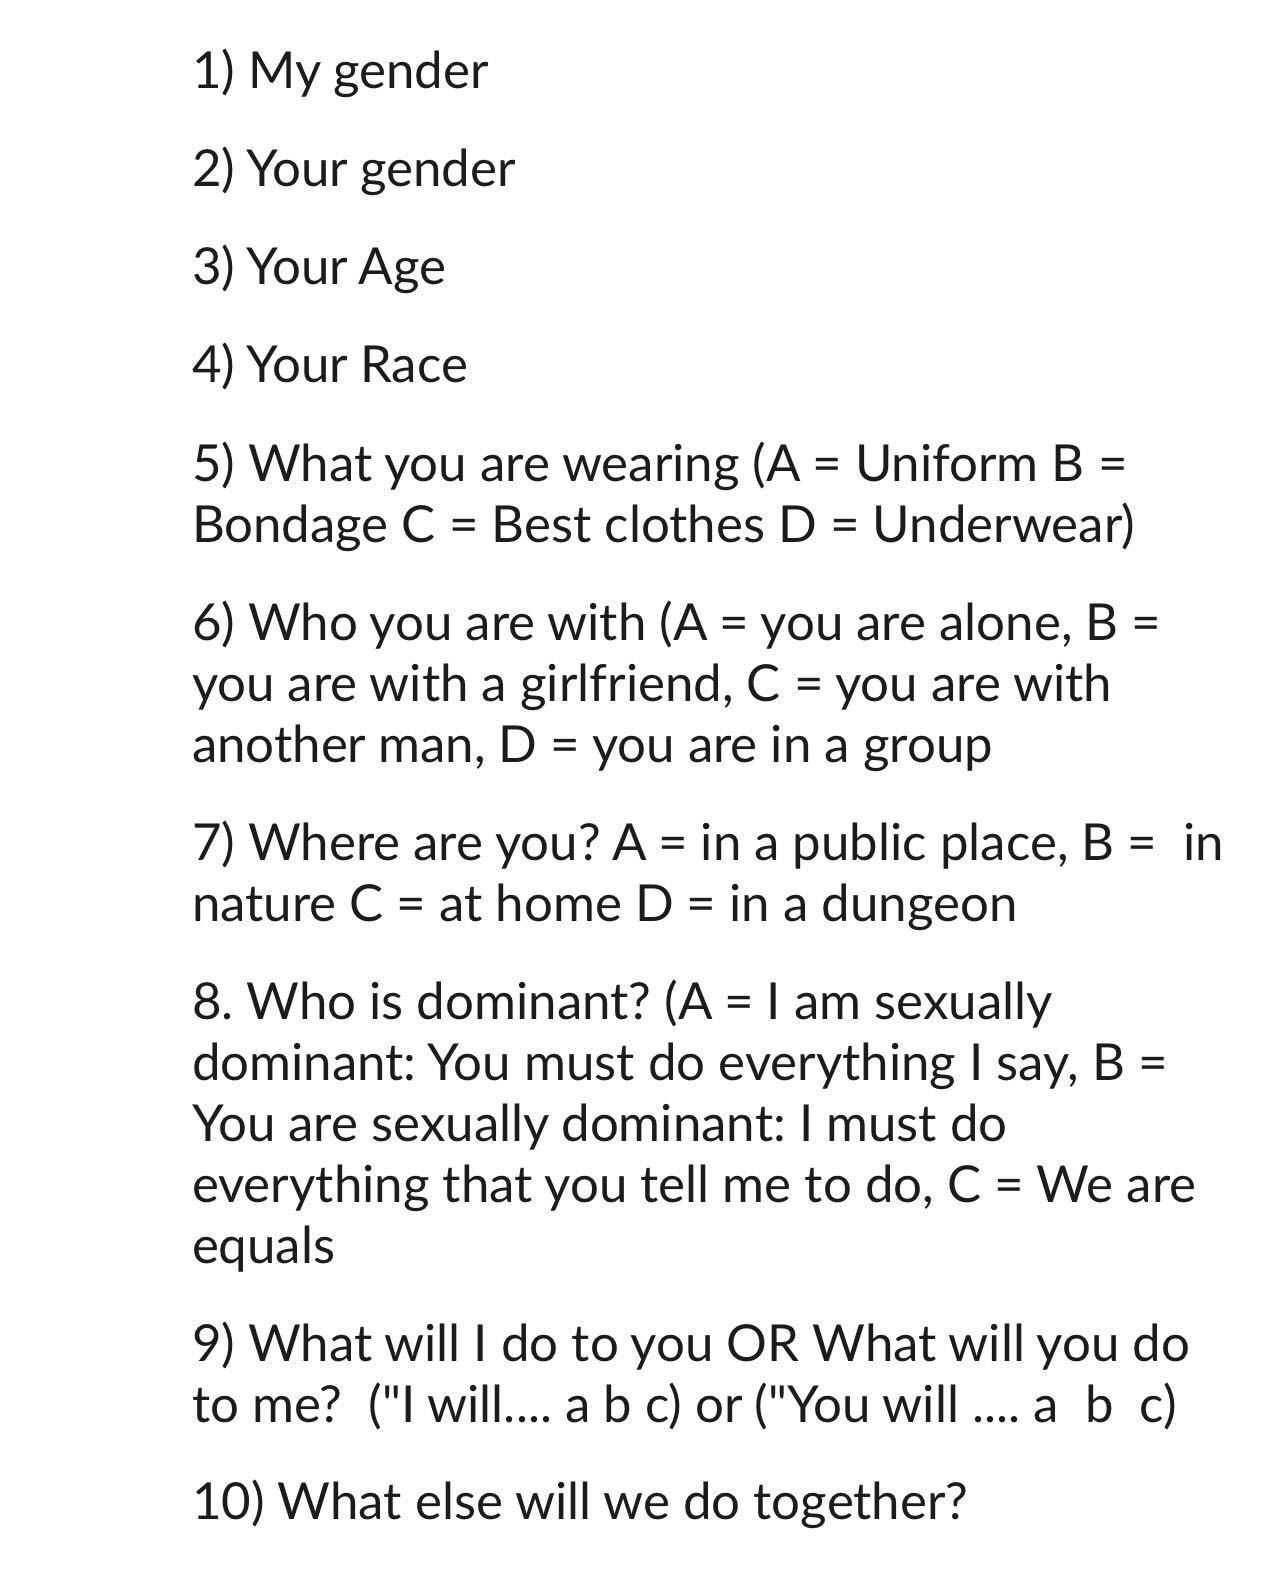 1) My gender
2) Your gender
3) Your Age
4) Your Race
5) What you are wearing (A = Uniform B =
Bondage C = Best clothes D = Underwear)
6) Who you are with (A = you are alone, B =
you are with a girlfriend, C = you are with
another man, D = you are in a group
7) Where are you? A = in a public place, B =  in
nature C = at home D = in a dungeon
8. Who is dominant? (A = I am sexually
dominant: You must do everything I say, B =
You are sexually dominant: I must do
everything that you tell me to do, C = We are
equals
9) What will I do to you OR What will you do
to me?  ("I will.... a b c) or ("You will .... a  b  c)
10) What else will we do together?